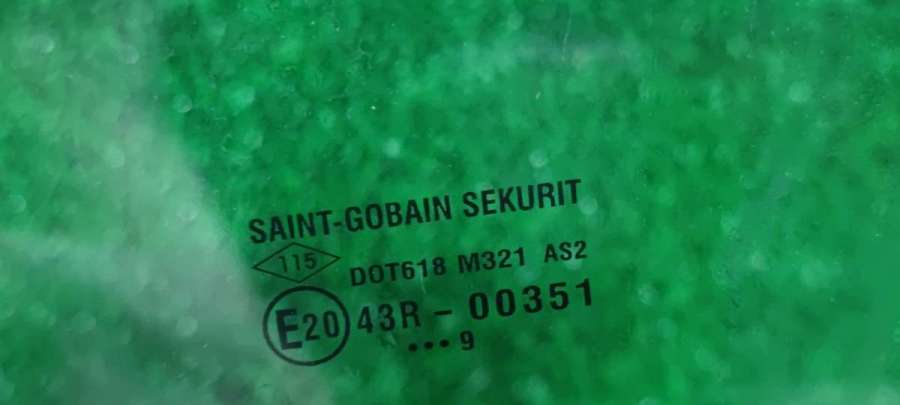 SAINT-GOBAIN SEKURIT
115 DOT618 M321 AS2
E20 43R - 00351
••• 9